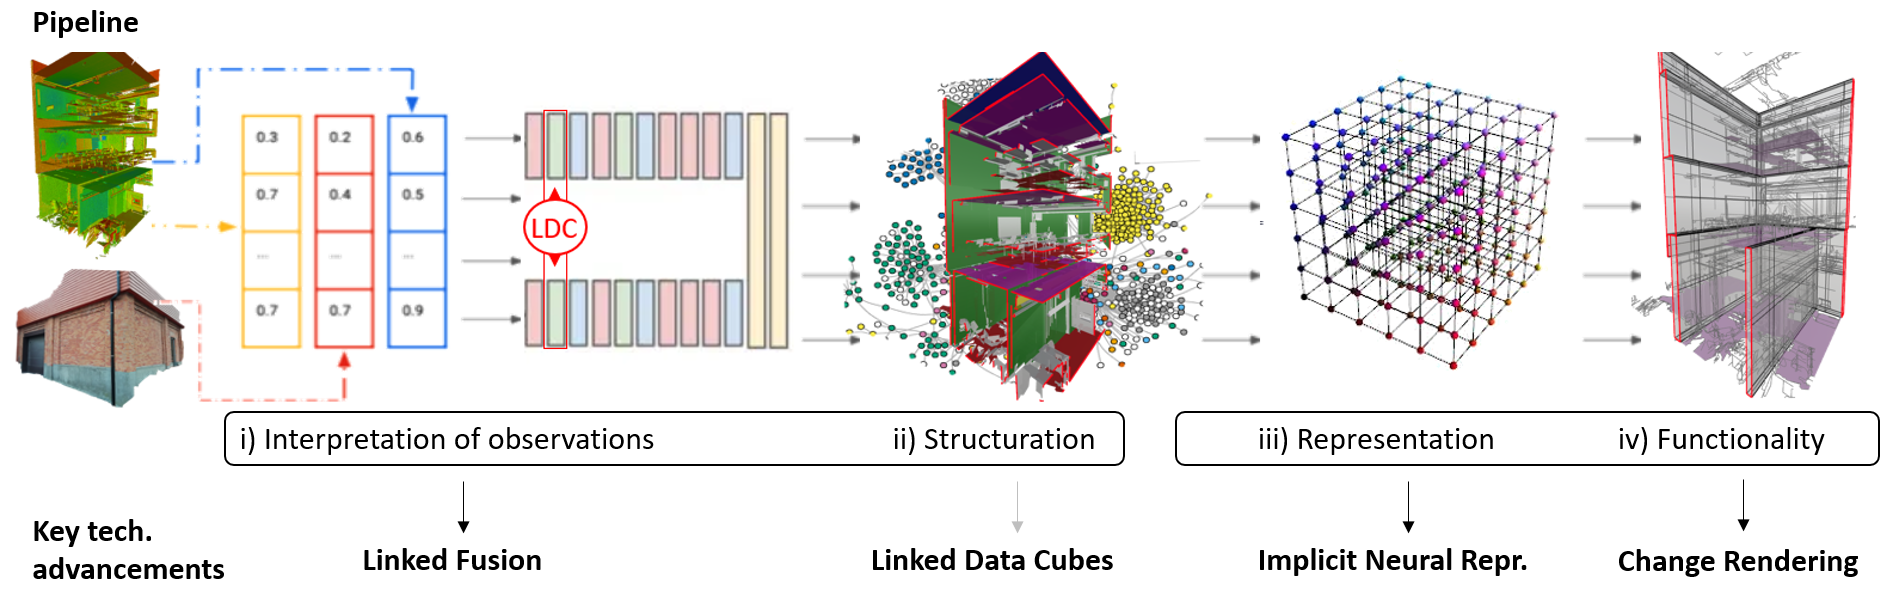 Pipeline
0.3 0.2 0.6
0.7 0.4 0.5
... ... ...
0.7 0.7 0.9
LDC
i) Interpretation of observations
ii) Structuration
iii) Representation
iv) Functionality
Key tech.
advancements
Linked Fusion
Linked Data Cubes
Implicit Neural Repr.
Change Rendering